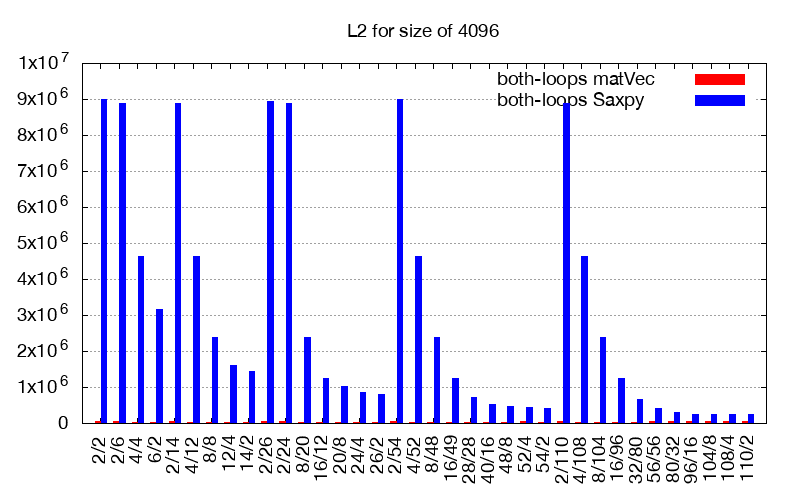 L2 for size of 4096
both-loops matVec
both-loops Saxpy
1x10^7
9x10^6
8x10^6
7x10^6
6x10^6
5x10^6
4x10^6
3x10^6
2x10^6
1x10^6
0
2/2
2/6
4/4
6/2
2/14
4/12
8/8
12/4
14/2
2/26
2/24
8/20
16/12
20/8
24/4
26/2
2/54
4/52
8/48
16/49
28/28
40/16
48/8
52/4
54/2
2/110
4/108
8/104
16/96
32/80
56/56
80/32
96/16
104/8
108/4
110/2